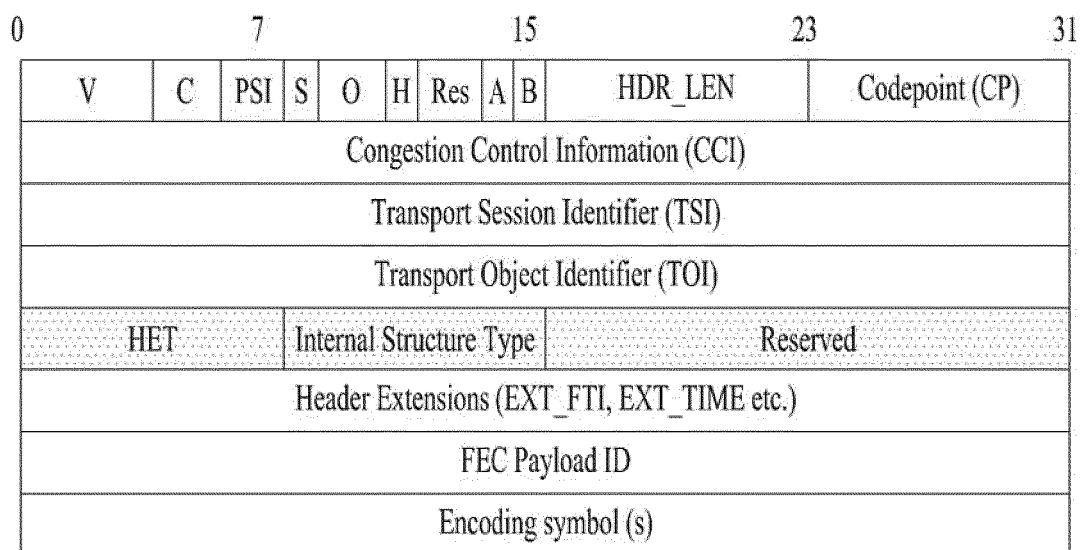 0 7 15 23 31
V C PSI S O H Res A B HDR_LEN Codepoint (CP)
Congestion Control Information (CCI)
Transport Session Identifier (TSI)
Transport Object Identifier (TOI)
HET Internal Structure Type Reserved
Header Extensions (EXT_FTI, EXT_TIME etc.)
FEC Payload ID
Encoding symbol (s)